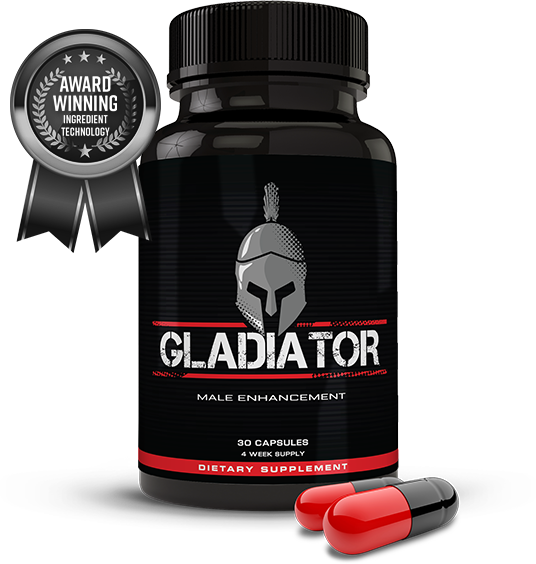 AWARD
WINNING
INGREDIENT
TECHNOLOGY
GLADIATOR
MALE ENHANCEMENT
30 CAPSULES
4 WEEK SUPPLY
DIETARY SUPPLEMENT